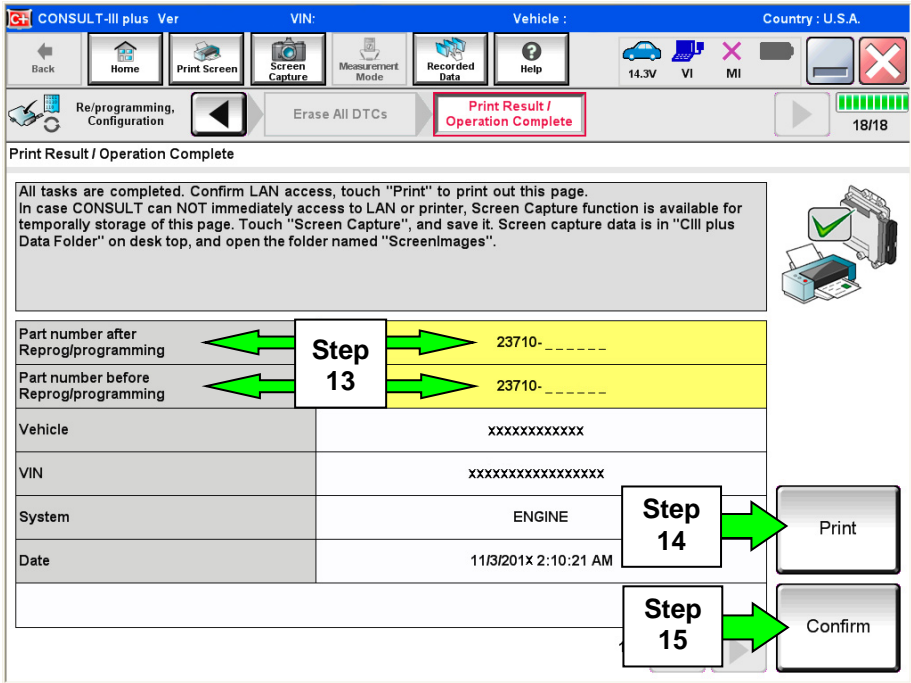 C+ CONSULT-III plus Ver VIN: Vehicle : Country : U.S.A.
Back
Home
Print Screen
Screen
Capture
Measurement
Mode
Recorded
Data
?
Help
14.3V
VI
MI
Re/programming,
Configuration
Erase All DTCs
Print Result /
Operation Complete
18/18
Print Result / Operation Complete
All tasks are completed. Confirm LAN access, touch "Print" to print out this page.
In case CONSULT can NOT immediately access to LAN or printer, Screen Capture function is available for
temporally storage of this page. Touch "Screen Capture", and save it. Screen capture data is in "CIII plus
Data Folder" on desk top, and open the folder named "ScreenImages".
Part number after
Reprog/programming
23710-_ _ _ _ _ _
Step
13
Part number before
Reprog/programming
23710-_ _ _ _ _ _
Vehicle
xxxxxxxxxxxx
VIN
xxxxxxxxxxxxxxxxx
System
ENGINE
Step
14
Print
Date
11/3/201x 2:10:21 AM
Step
15
Confirm